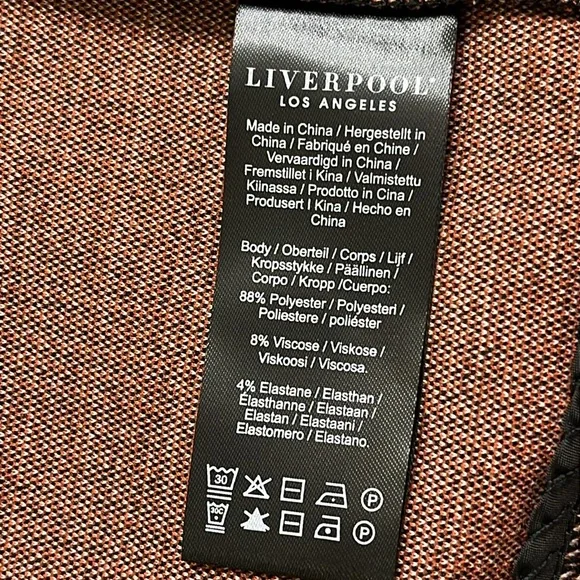 LIVERPOOL
LOS ANGELES
Made in China / Hergestellt in
China / Fabriqué en Chine /
Vervaardigd in China /
Fremstillet i Kina / Valmistettu
Kiinassa / Prodotto in Cina /
Produsert I Kina / Hecho en
China
Body / Oberteil / Corps / Lijf /
Kropsstykke / Päällinen /
Corpo / Kropp /Cuerpo:
88% Polyester / Polyesteri /
Poliestere / poliéster
8% Viscose / Viskose /
Viskoosi / Viscosa.
4% Elastane / Elasthan /
Élasthanne / Elastaan /
Elastan / Elastaani /
Elastomero / Elastano.
30 P
30C P